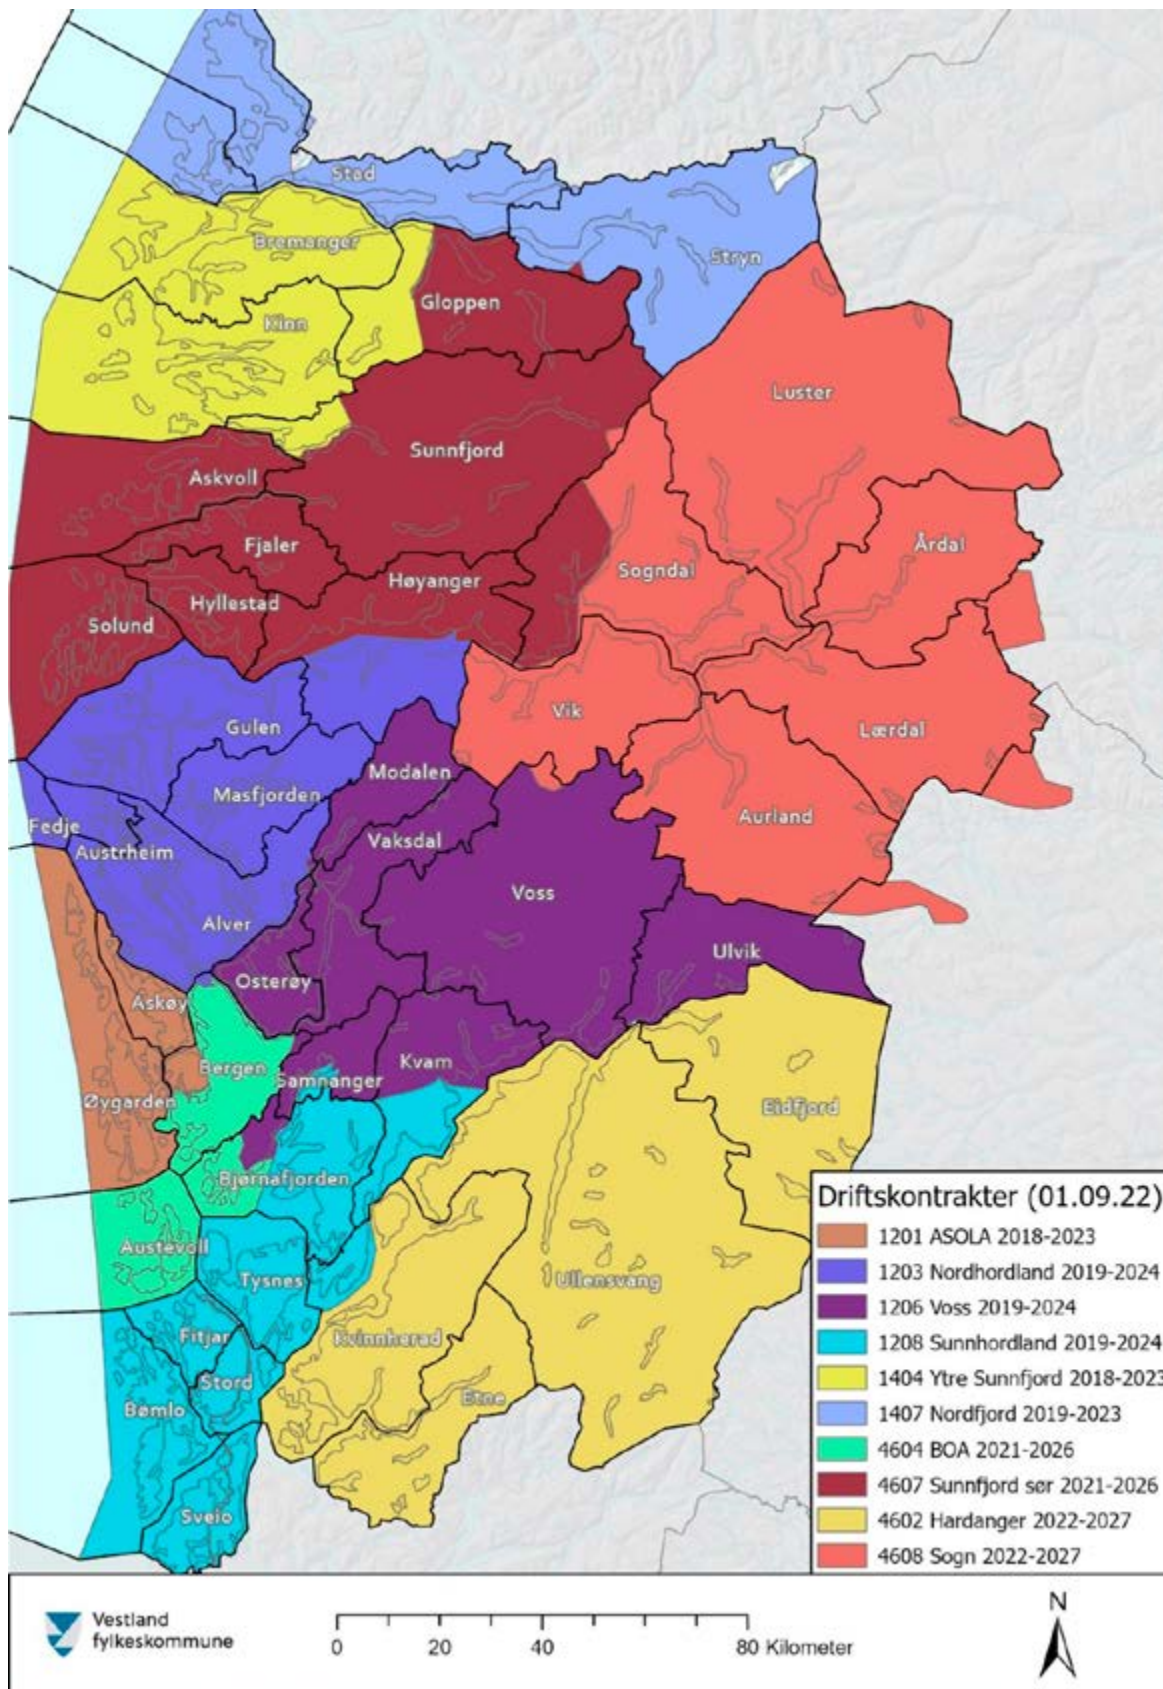 Stad
Bremanger
Stryn
Gloppen
Kinn
Luster
Sunnfjord
Askvoll
Årdal
Fjaler
Sogndal
Høyanger
Hyllestad
Solund
Vik
Gulen
Lærdal
Modalen
Masfjorden
Aurland
Fedje
Vaksdal
Austrheim
Voss
Alver
Ulvik
Osterøy
Askøy
Kvam
Bergen
Samnanger
Øygarden
Eidfjord
Bjørnafjorden
Austevoll
Tysnes
Ullensvang
Fitjar
Kvinnherad
Stord
Etne
Bømlo
Sveio
Driftskontrakter (01.09.22)
1201 ASOLA 2018-2023
1203 Nordhordland 2019-2024
1206 Voss 2019-2024
1208 Sunnhordland 2019-2024
1404 Ytre Sunnfjord 2018-2023
1407 Nordfjord 2019-2023
4604 BOA 2021-2026
4607 Sunnfjord sør 2021-2026
4602 Hardanger 2022-2027
4608 Sogn 2022-2027
Vestland
fylkeskommune
0 20 40 80 Kilometer
N